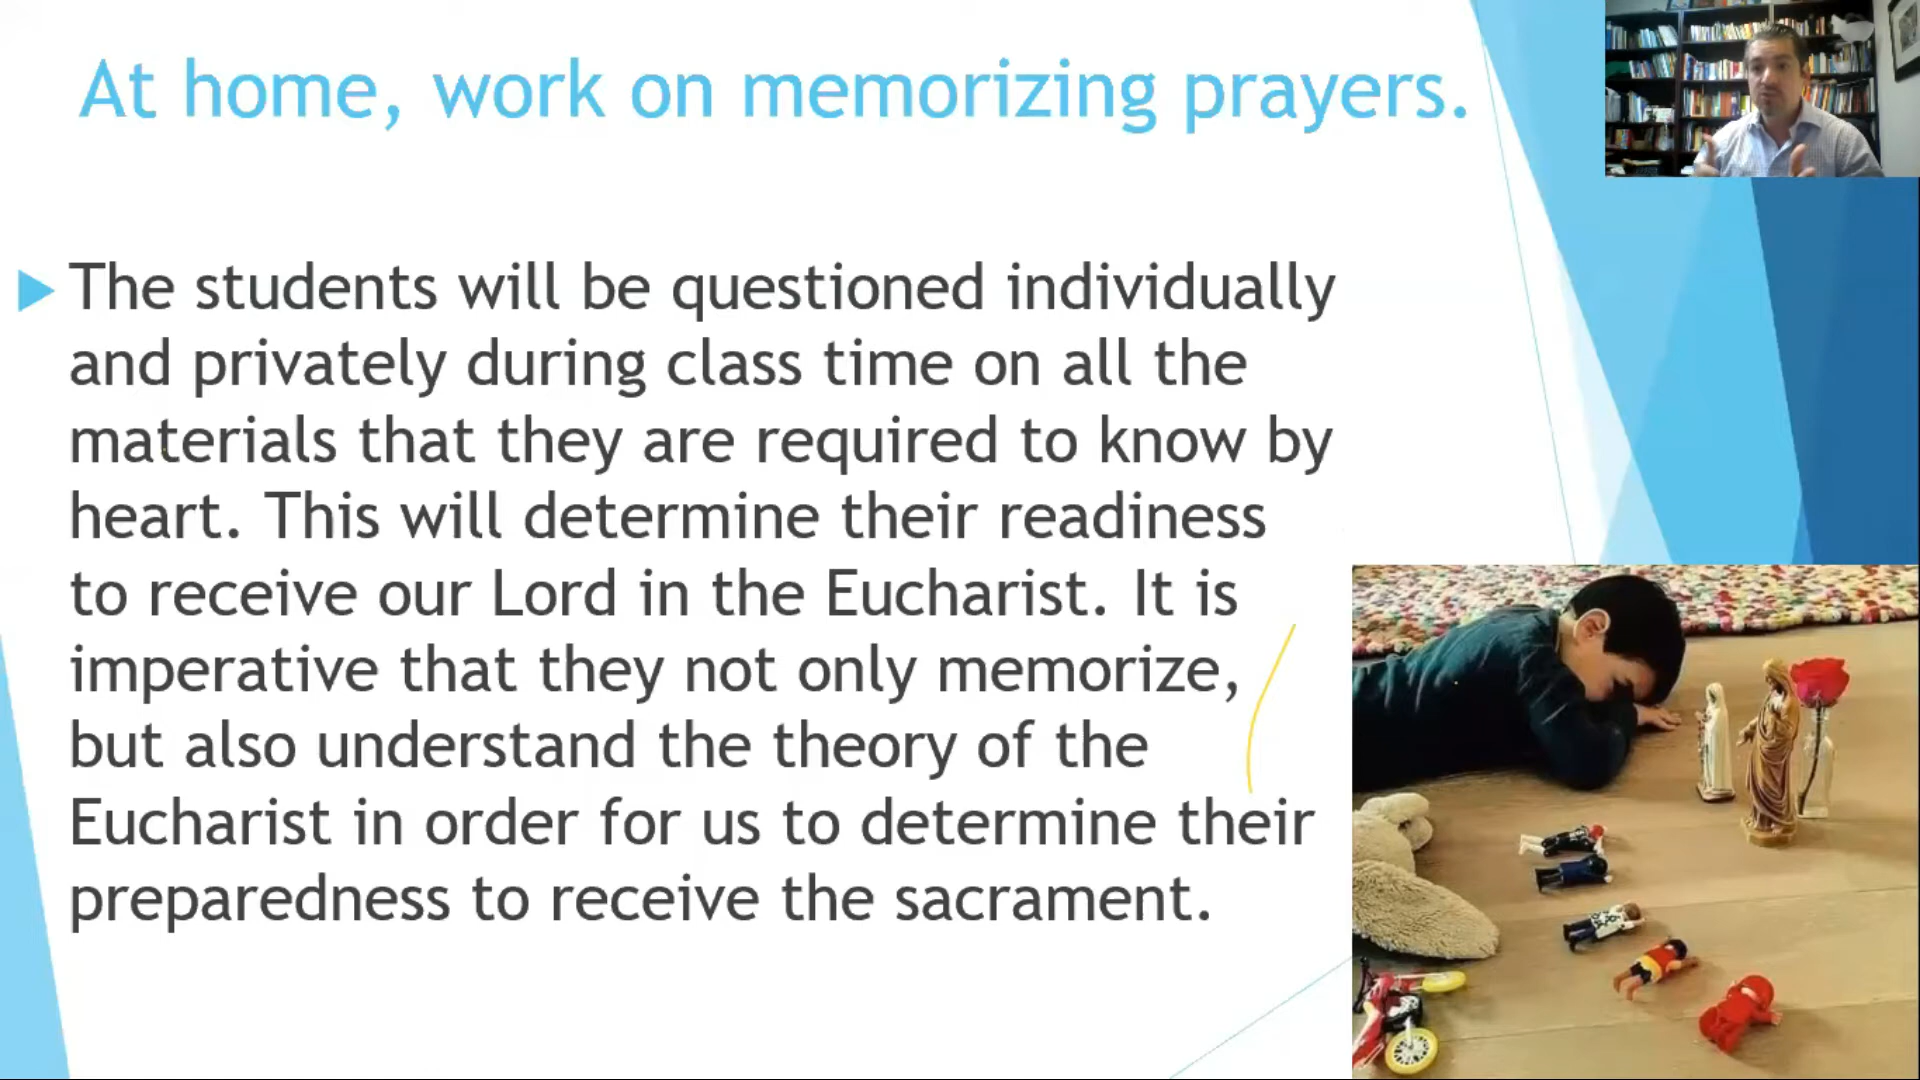 At home, work on memorizing prayers.
The students will be questioned individually
and privately during class time on all the
materials that they are required to know by
heart. This will determine their readiness
to receive our Lord in the Eucharist. It is
imperative that they not only memorize,
but also understand the theory of the
Eucharist in order for us to determine their
preparedness to receive the sacrament.